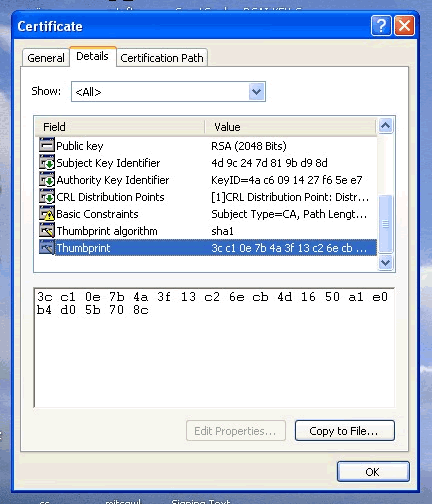 Certificate
General Details Certification Path
Show: <All>
Field Value
Public key RSA (2048 Bits)
Subject Key Identifier 4d 9c 24 7d 81 9b d9 8d
Authority Key Identifier KeyID=4a c6 09 14 27 f6 5e e7
CRL Distribution Points [1]CRL Distribution Point: Distr...
Basic Constraints Subject Type=CA, Path Lengt...
Thumbprint algorithm sha1
Thumbprint 3c c1 0e 7b 4a 3f 13 c2 6e cb ...
3c c1 0e 7b 4a 3f 13 c2 6e cb 4d 16 50 a1 e0
b4 d0 5b 70 8c
Edit Properties... Copy to File...
OK